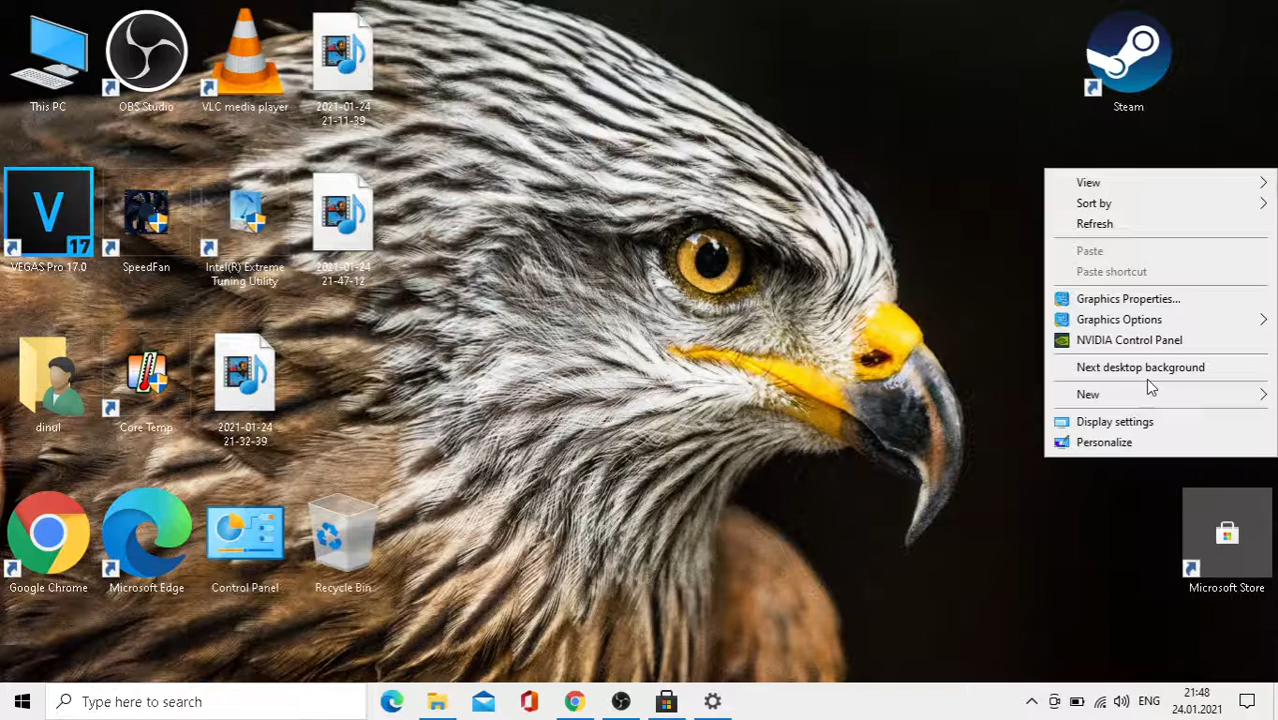 This PC
OBS Studio
VLC media player
2021-01-24
21-11-39
Steam
V
17
VEGAS Pro 17.0
SpeedFan
Intel(R) Extreme
Tuning Utility
2021-01-24
21-47-12
View
Sort by
Refresh
Paste
Paste shortcut
Graphics Properties...
Graphics Options
NVIDIA Control Panel
Next desktop background
New
Display settings
Personalize
dinul
Core Temp
2021-01-24
21-32-39
Google Chrome
Microsoft Edge
Control Panel
Recycle Bin
Microsoft Store
Type here to search
ENG
21:48
24.01.2021